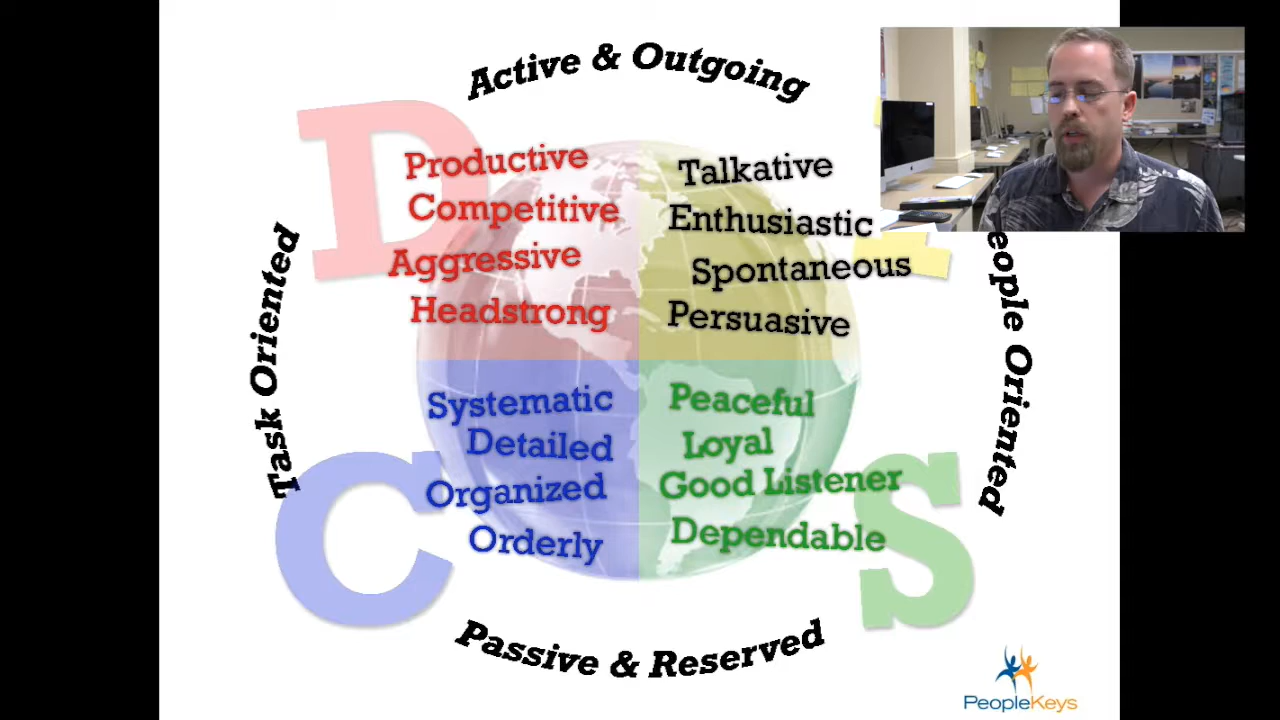 Active & Outgoing
D
Productive
Competitive
Aggressive
Headstrong
Talkative
Enthusiastic
Spontaneous
Persuasive
Task Oriented
eople Oriented
Systematic
Detailed
Organized
Orderly
C
Peaceful
Loyal
Good Listener
Dependable
S
Passive & Reserved
PeopleKeys